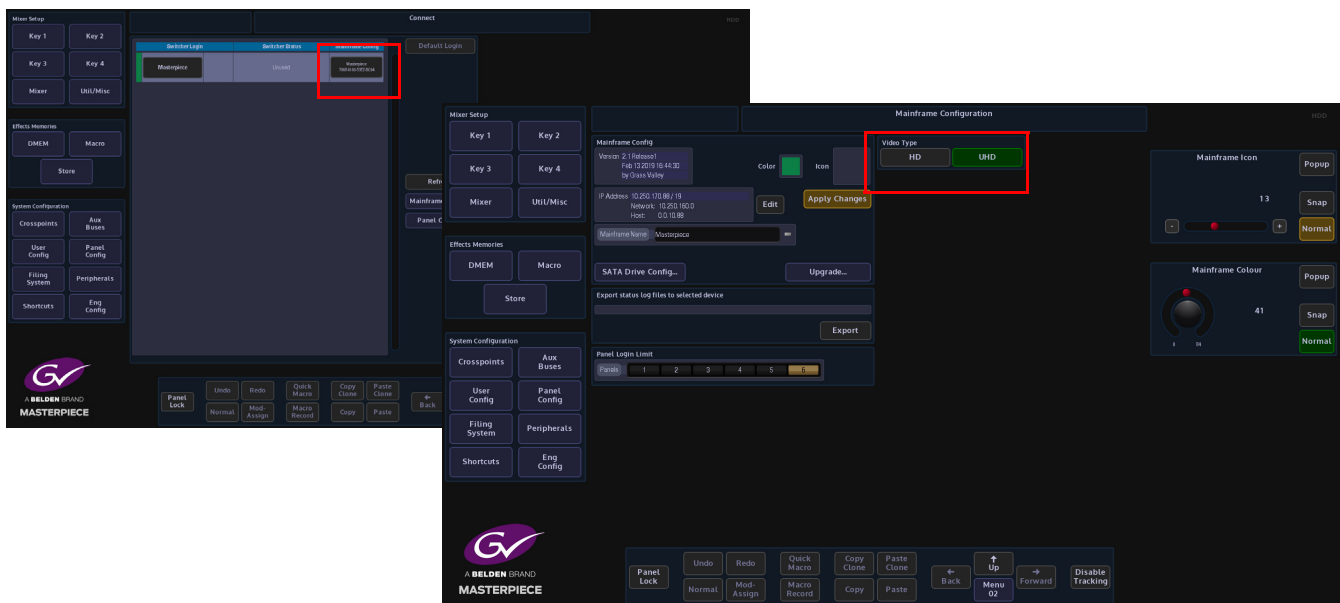 Mixer Setup
Key 1
Key 2
Key 3
Key 4
Mixer
Util/Misc
Effects Memories
DMEM
Macro
Store
System Configuration
Crosspoints
Aux
Buses
User
Config
Panel
Config
Filing
System
Peripherals
Shortcuts
Eng
Config
GV
A BELDEN BRAND
MASTERPIECE
Connect
HDD
Switcher Login
Switcher Status
Mainframe Config
Masterpiece
Unused
Masterpiece
Default Login
Refr
Mainframe
Panel C
Panel
Lock
Undo
Redo
Quick
Macro
Copy
Clone
Paste
Clone
Normal
Mod-
Assign
Macro
Record
Copy
Paste
←
Back
Mixer Setup
Key 1
Key 2
Key 3
Key 4
Mixer
Util/Misc
Effects Memories
DMEM
Macro
Store
System Configuration
Crosspoints
Aux
Buses
User
Config
Panel
Config
Filing
System
Peripherals
Shortcuts
Eng
Config
GV
A BELDEN BRAND
MASTERPIECE
Mainframe Configuration
HDD
Mainframe Config
Version 2.1 Release1
Feb 13 2019 16:44:30
by Grass Valley
Color
Icon
IP Address 10.250.170.88 / 19
Network: 10.250.160.0
Host: 0.0.10.88
Edit
Apply Changes
Mainframe Name
Masterpiece
SATA Drive Config...
Upgrade...
Export status log files to selected device
Export
Panel Login Limit
Panels
1
2
3
4
5
6
Video Type
HD
UHD
Mainframe Icon
Popup
13
Snap
-
+
Normal
Mainframe Colour
Popup
41
Snap
Normal
Panel
Lock
Undo
Redo
Quick
Macro
Copy
Clone
Paste
Clone
Normal
Mod-
Assign
Macro
Record
Copy
Paste
←
Back
↑
Up
Menu
02
→
Forward
Disable
Tracking